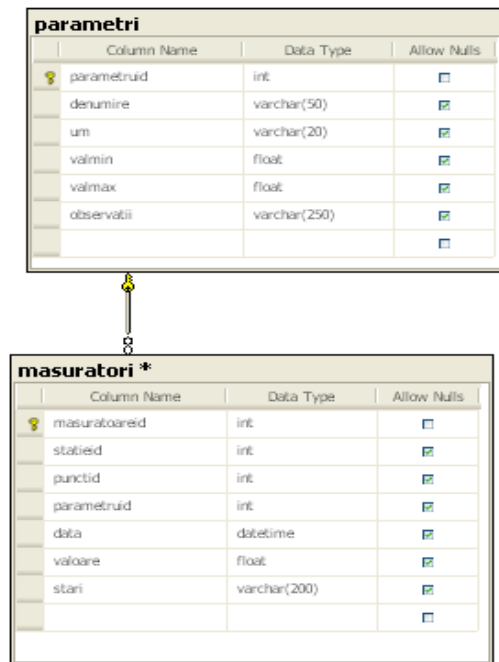 parametri
Column Name Data Type Allow Nulls
parametruid int
denumire varchar(50)
um varchar(20)
valmin float
valmax float
observatii varchar(250)
masuratori *
Column Name Data Type Allow Nulls
masuratoareid int
statieid int
punctid int
parametruid int
data datetime
valoare float
stari varchar(200)